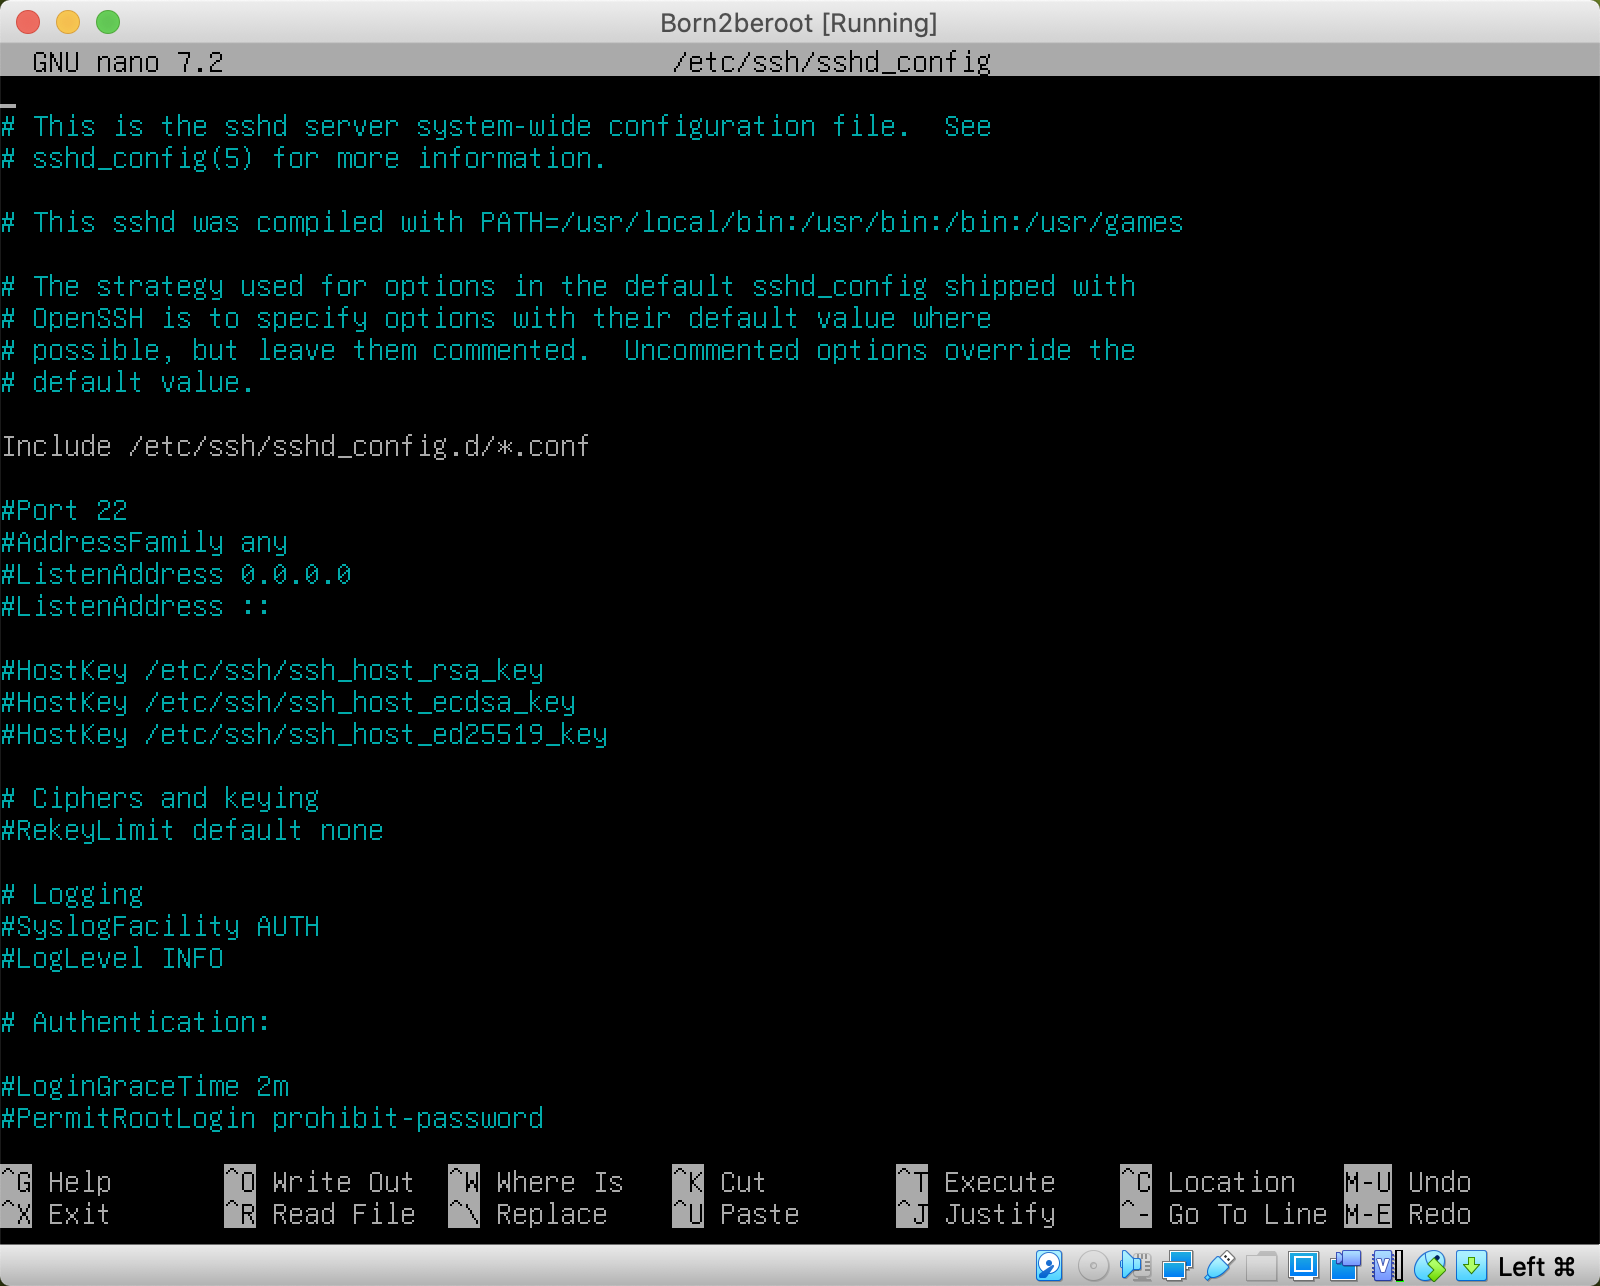 Born2beroot [Running]
GNU nano 7.2 /etc/ssh/sshd_config
# This is the sshd server system-wide configuration file.  See
# sshd_config(5) for more information.
# This sshd was compiled with PATH=/usr/local/bin:/usr/bin:/bin:/usr/games
# The strategy used for options in the default sshd_config shipped with
# OpenSSH is to specify options with their default value where
# possible, but leave them commented.  Uncommented options override the
# default value.
Include /etc/ssh/sshd_config.d/*.conf
#Port 22
#AddressFamily any
#ListenAddress 0.0.0.0
#ListenAddress ::
#HostKey /etc/ssh/ssh_host_rsa_key
#HostKey /etc/ssh/ssh_host_ecdsa_key
#HostKey /etc/ssh/ssh_host_ed25519_key
# Ciphers and keying
#RekeyLimit default none
# Logging
#SyslogFacility AUTH
#LogLevel INFO
# Authentication:
#LoginGraceTime 2m
#PermitRootLogin prohibit-password
^G Help ^O Write Out ^W Where Is ^K Cut ^T Execute ^C Location M-U Undo
^X Exit ^R Read File ^\ Replace ^U Paste ^J Justify ^- Go To Line M-E Redo
Left ⌘